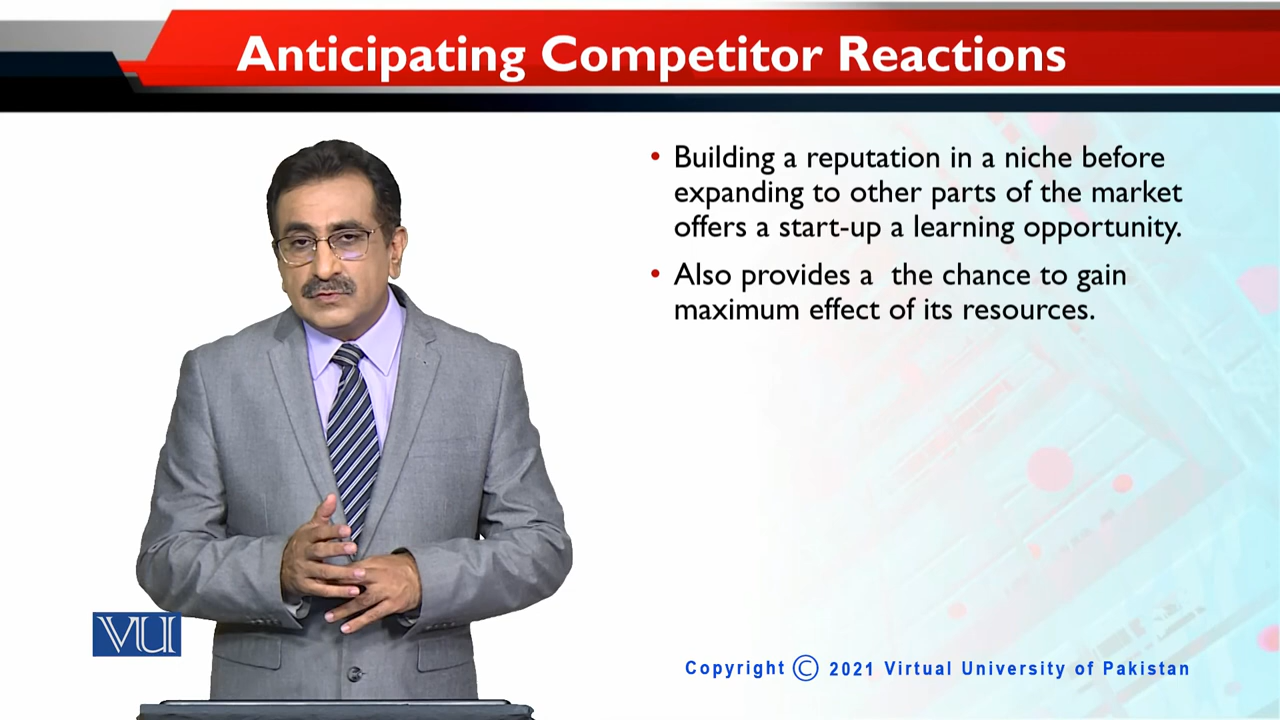 Anticipating Competitor Reactions
• Building a reputation in a niche before
expanding to other parts of the market
offers a start-up a learning opportunity.
• Also provides a  the chance to gain
maximum effect of its resources.
VU
Copyright © 2021 Virtual University of Pakistan